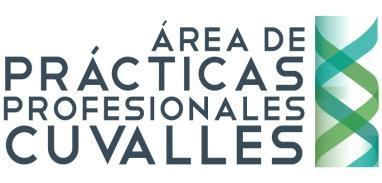 ÁREA DE
PRÁCTICAS
PROFESIONALES
CUVALLES